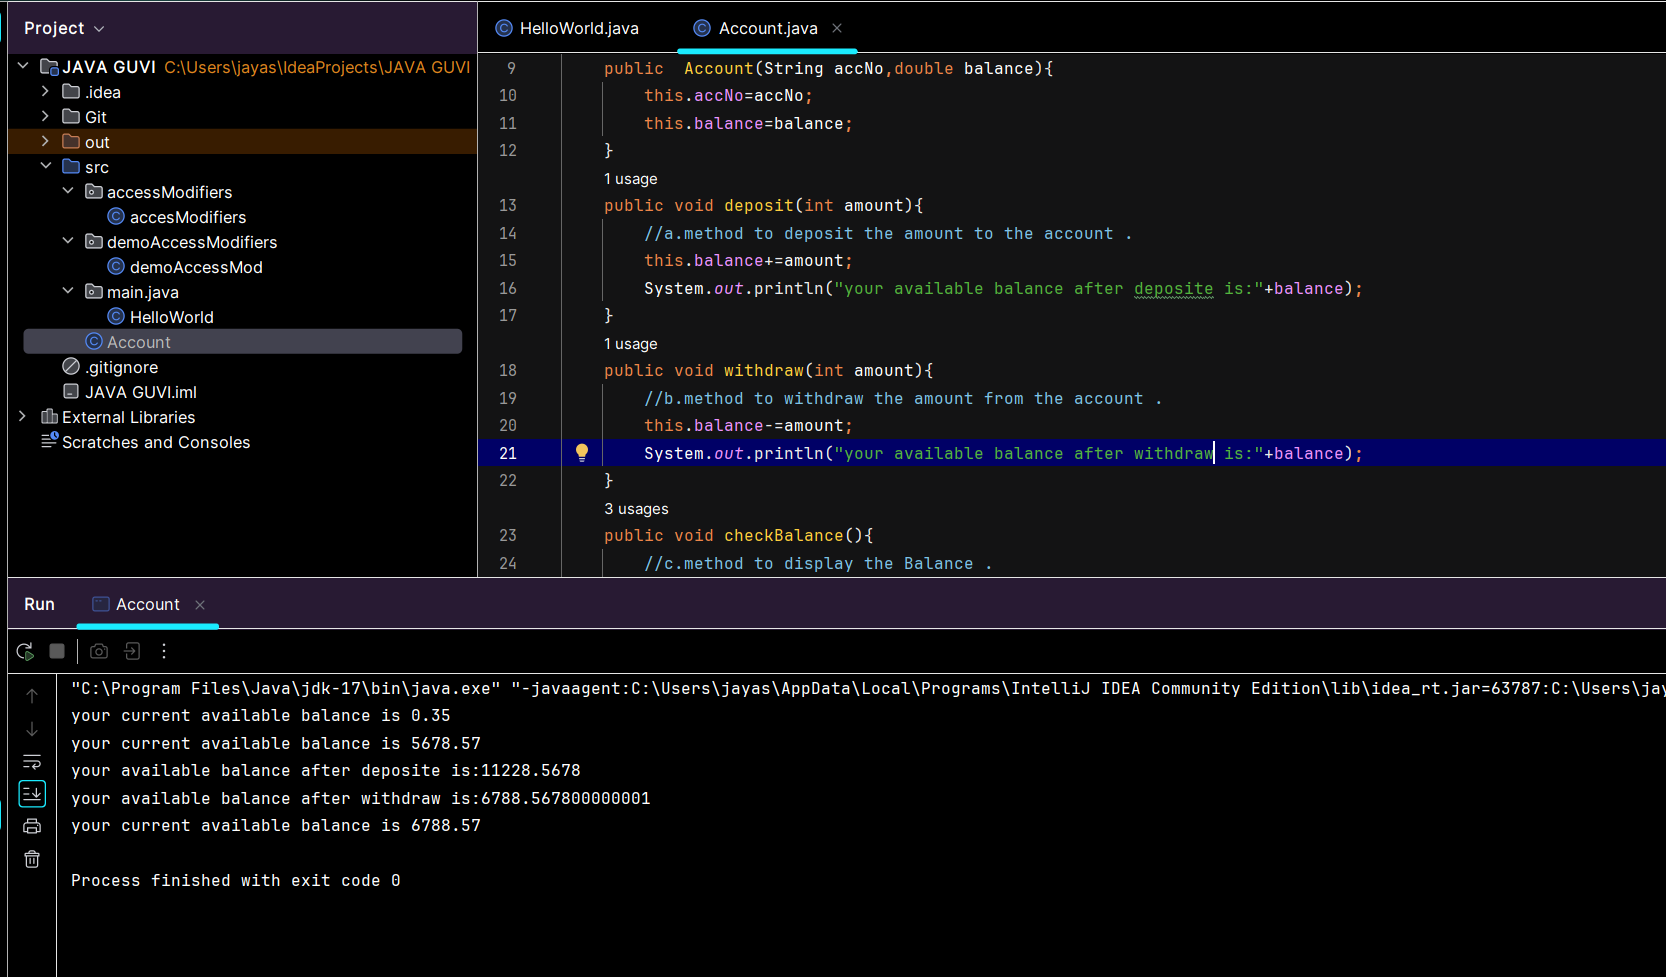 Project
JAVA GUVI C:\Users\jayas\IdeaProjects\JAVA GUVI
.idea
Git
out
src
accessModifiers
accesModifiers
demoAccessModifiers
demoAccessMod
main.java
HelloWorld
Account
.gitignore
JAVA GUVI.iml
External Libraries
Scratches and Consoles
HelloWorld.java Account.java
9 public  Account(String accNo,double balance){
10 this.accNo=accNo;
11 this.balance=balance;
12 }
1 usage
13 public void deposit(int amount){
14 //a.method to deposit the amount to the account .
15 this.balance+=amount;
16 System.out.println("your available balance after deposite is:"+balance);
17 }
1 usage
18 public void withdraw(int amount){
19 //b.method to withdraw the amount from the account .
20 this.balance-=amount;
21 System.out.println("your available balance after withdraw is:"+balance);
22 }
3 usages
23 public void checkBalance(){
24 //c.method to display the Balance .
Run Account
"C:\Program Files\Java\jdk-17\bin\java.exe" "-javaagent:C:\Users\jayas\AppData\Local\Programs\IntelliJ IDEA Community Edition\lib\idea_rt.jar=63787:C:\Users\jay
your current available balance is 0.35
your current available balance is 5678.57
your available balance after deposite is:11228.5678
your available balance after withdraw is:6788.567800000001
your current available balance is 6788.57
Process finished with exit code 0